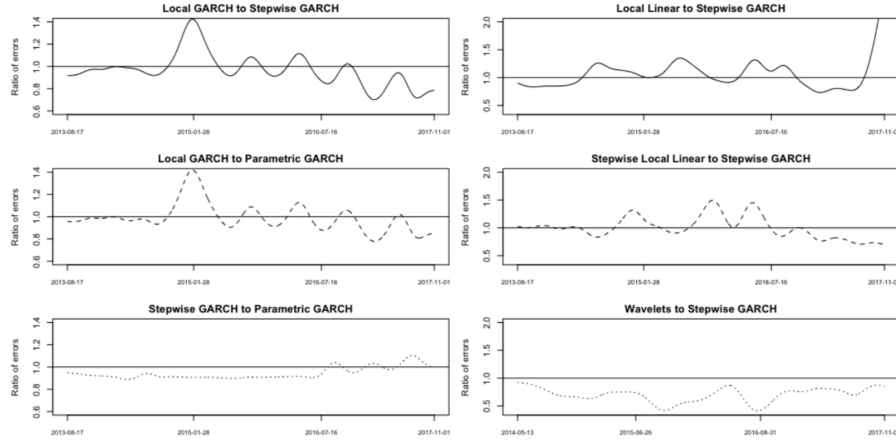 Local GARCH to Stepwise GARCH
Ratio of errors
0.6 0.8 1.0 1.2 1.4
2013-08-17 2015-01-28 2016-07-16 2017-11-01
Local Linear to Stepwise GARCH
Ratio of errors
0.5 1.0 1.5 2.0
2013-08-17 2015-01-28 2016-07-16 2017-11-0
Local GARCH to Parametric GARCH
Ratio of errors
0.6 0.8 1.0 1.2 1.4
2013-08-17 2015-01-28 2016-07-16 2017-11-01
Stepwise Local Linear to Stepwise GARCH
Ratio of errors
0.5 1.0 1.5 2.0
2013-08-17 2015-01-28 2016-07-16 2017-11-0
Stepwise GARCH to Parametric GARCH
Ratio of errors
0.6 0.8 1.0 1.2 1.4
2013-08-17 2015-01-28 2016-07-16 2017-11-01
Wavelets to Stepwise GARCH
Ratio of errors
0.5 1.0 1.5 2.0
2014-05-13 2015-06-26 2016-08-31 2017-11-0